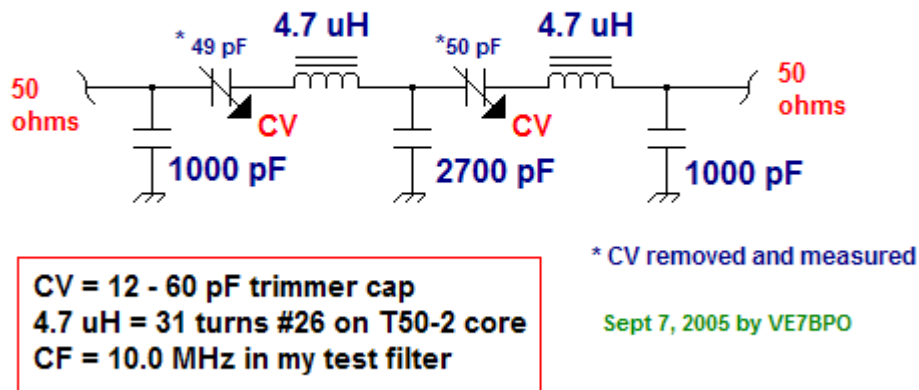 * 49 pF
4.7 uH
*50 pF
4.7 uH
50
ohms
CV
CV
50
ohms
1000 pF
2700 pF
1000 pF
* CV removed and measured
CV = 12 - 60 pF trimmer cap
4.7 uH = 31 turns #26 on T50-2 core
CF = 10.0 MHz in my test filter
Sept 7, 2005 by VE7BPO